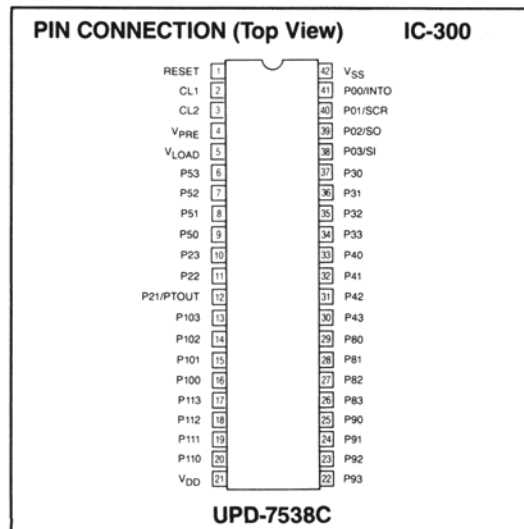 PIN CONNECTION (Top View) IC-300
RESET 1 42 VSS
CL1 2 41 P00/INTO
CL2 3 40 P01/SCR
VPRE 4 39 P02/SO
VLOAD 5 38 P03/SI
P53 6 37 P30
P52 7 36 P31
P51 8 35 P32
P50 9 34 P33
P23 10 33 P40
P22 11 32 P41
P21/PTOUT 12 31 P42
P103 13 30 P43
P102 14 29 P80
P101 15 28 P81
P100 16 27 P82
P113 17 26 P83
P112 18 25 P90
P111 19 24 P91
P110 20 23 P92
VDD 21 22 P93
UPD-7538C